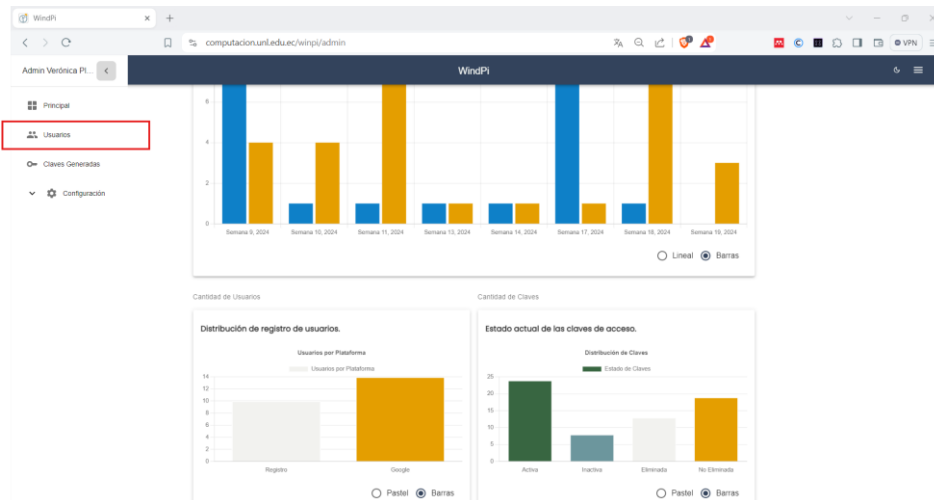 WindPi
computacion.unl.edu.ec/winpi/admin
VPN
Admin Verónica Pl...
WindPi
Principal
Usuarios
Claves Generadas
Configuración
6
4
2
0
Semana 9, 2024 Semana 10, 2024 Semana 11, 2024 Semana 13, 2024 Semana 14, 2024 Semana 17, 2024 Semana 18, 2024 Semana 19, 2024
Lineal Barras
Cantidad de Usuarios
Distribución de registro de usuarios.
Usuarios por Plataforma
Usuarios por Plataforma
14
12
10
8
6
4
2
0
Registro Google
Pastel Barras
Cantidad de Claves
Estado actual de las claves de acceso.
Distribución de Claves
Estado de Claves
25
20
15
10
5
0
Activa Inactiva Eliminada No Eliminada
Pastel Barras